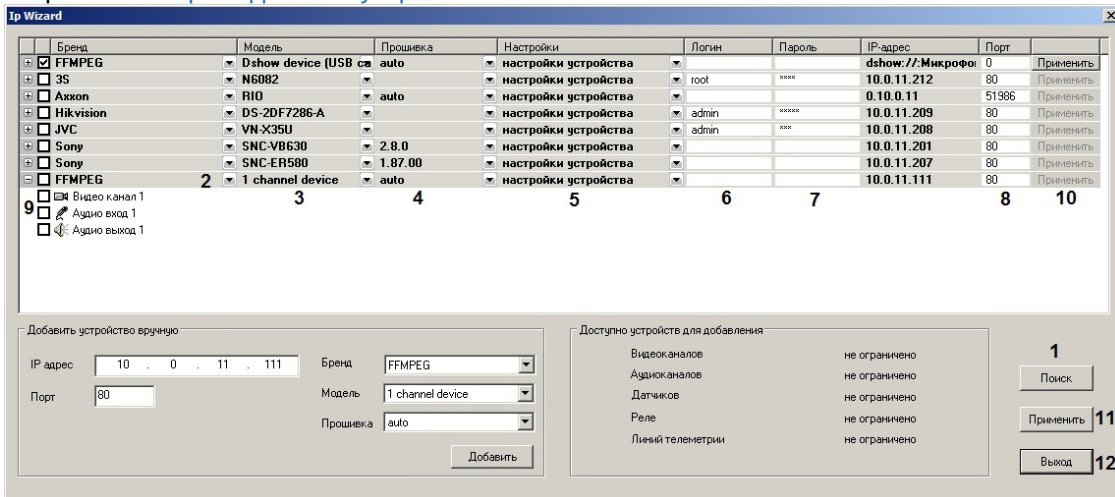 Ip Wizard
Бренд Модель Прошивка Настройки Логин Пароль IP-адрес Порт
FFMPEG Dshow device (USB ca auto настройки устройства dshow://:Микрофо 0 Применить
3S N6082 настройки устройства root **** 10.0.11.212 80 Применить
Axxon RIO auto настройки устройства 0.10.0.11 51986 Применить
Hikvision DS-2DF7286-A настройки устройства admin ***** 10.0.11.209 80 Применить
JVC VN-X35U настройки устройства admin *** 10.0.11.208 80 Применить
Sony SNC-VB630 2.8.0 настройки устройства 10.0.11.201 80 Применить
Sony SNC-ER580 1.87.00 настройки устройства 10.0.11.207 80 Применить
FFMPEG 2 1 channel device auto настройки устройства 10.0.11.111 80 Применить
Видео канал 1 3 4 5 6 7 8 10
9 Аудио вход 1
Аудио выход 1
Добавить устройство вручную
IP адрес 10 . 0 . 11 . 111 Бренд FFMPEG
Порт 80 Модель 1 channel device
Прошивка auto
Добавить
Доступно устройств для добавления
Видеоканалов не ограничено
Аудиоканалов не ограничено
Датчиков не ограничено
Реле не ограничено
Линий телеметрии не ограничено
1
Поиск
Применить 11
Выход 12